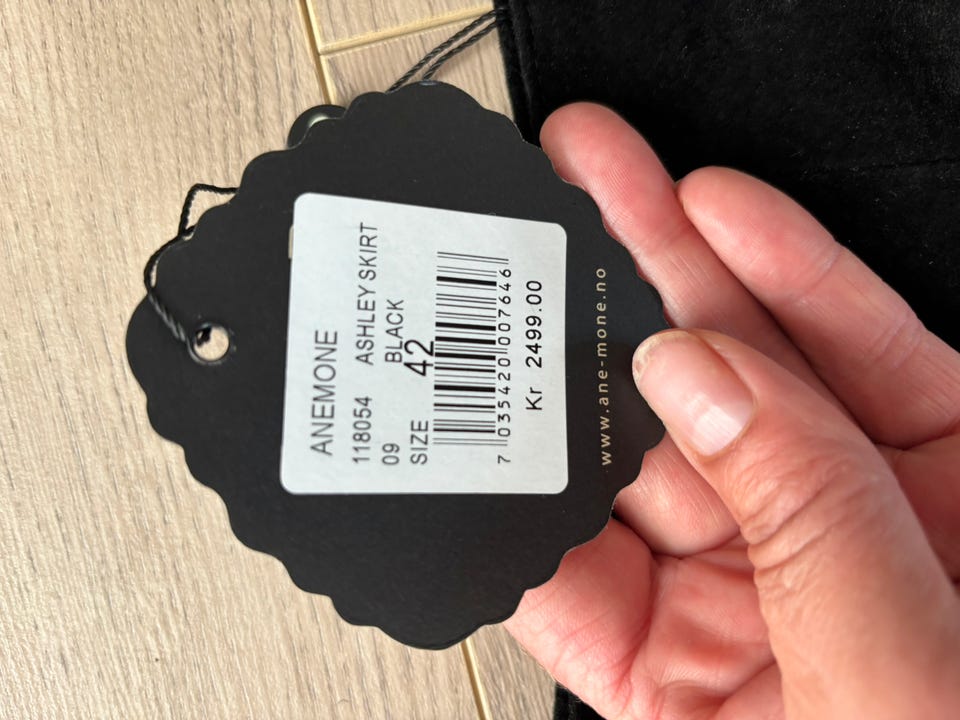 ANEMONE
118054 ASHLEY SKIRT
09 BLACK
SIZE 42
7 035420 007646
Kr 2499.00
www.ane-mone.no